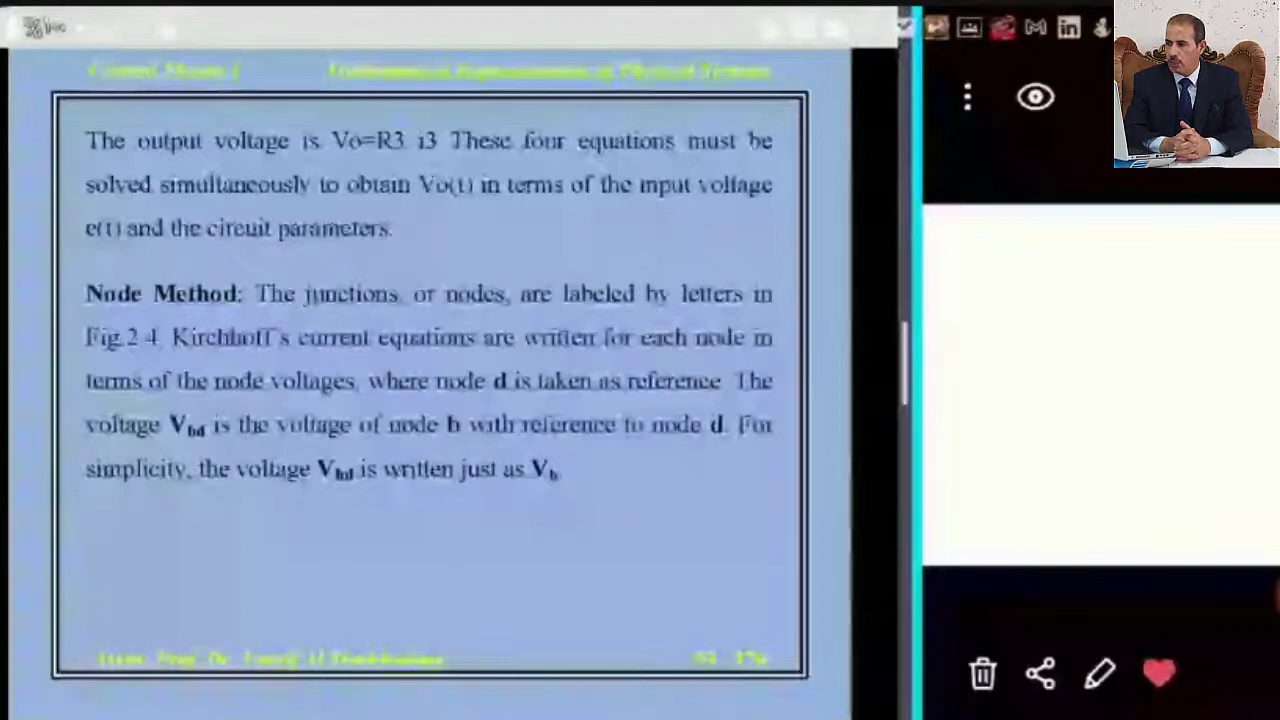 The output voltage is Vo=R3 i3 These four equations must be
solved simultaneously to obtain Vo(t) in terms of the input voltage
e(t) and the circuit parameters.
Node Method: The junctions, or nodes, are labeled by letters in
Fig.2.4. Kirchhoff's current equations are written for each node in
terms of the node voltages, where node d is taken as reference. The
voltage Vbd is the voltage of node b with reference to node d. For
simplicity, the voltage Vbd is written just as Vb